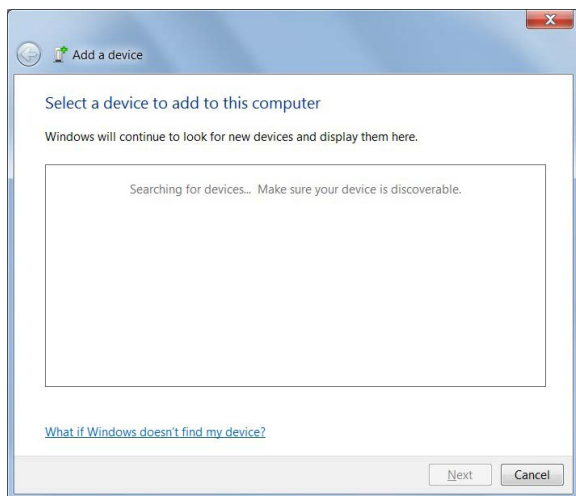 Add a device
Select a device to add to this computer
Windows will continue to look for new devices and display them here.
Searching for devices... Make sure your device is discoverable.
What if Windows doesn't find my device?
Next Cancel